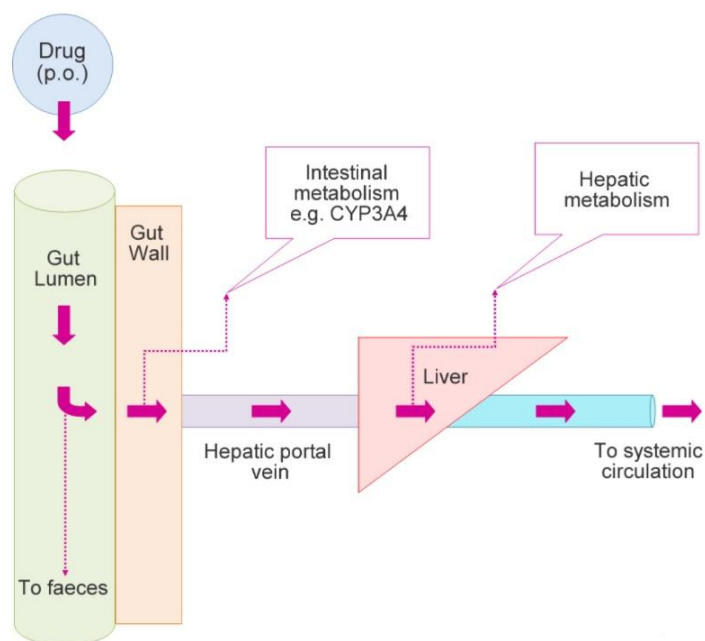 Drug
(p.o.)
Intestinal
metabolism
e.g. CYP3A4
Hepatic
metabolism
Gut
Wall
Gut
Lumen
Liver
Hepatic portal
vein
To systemic
circulation
To faeces